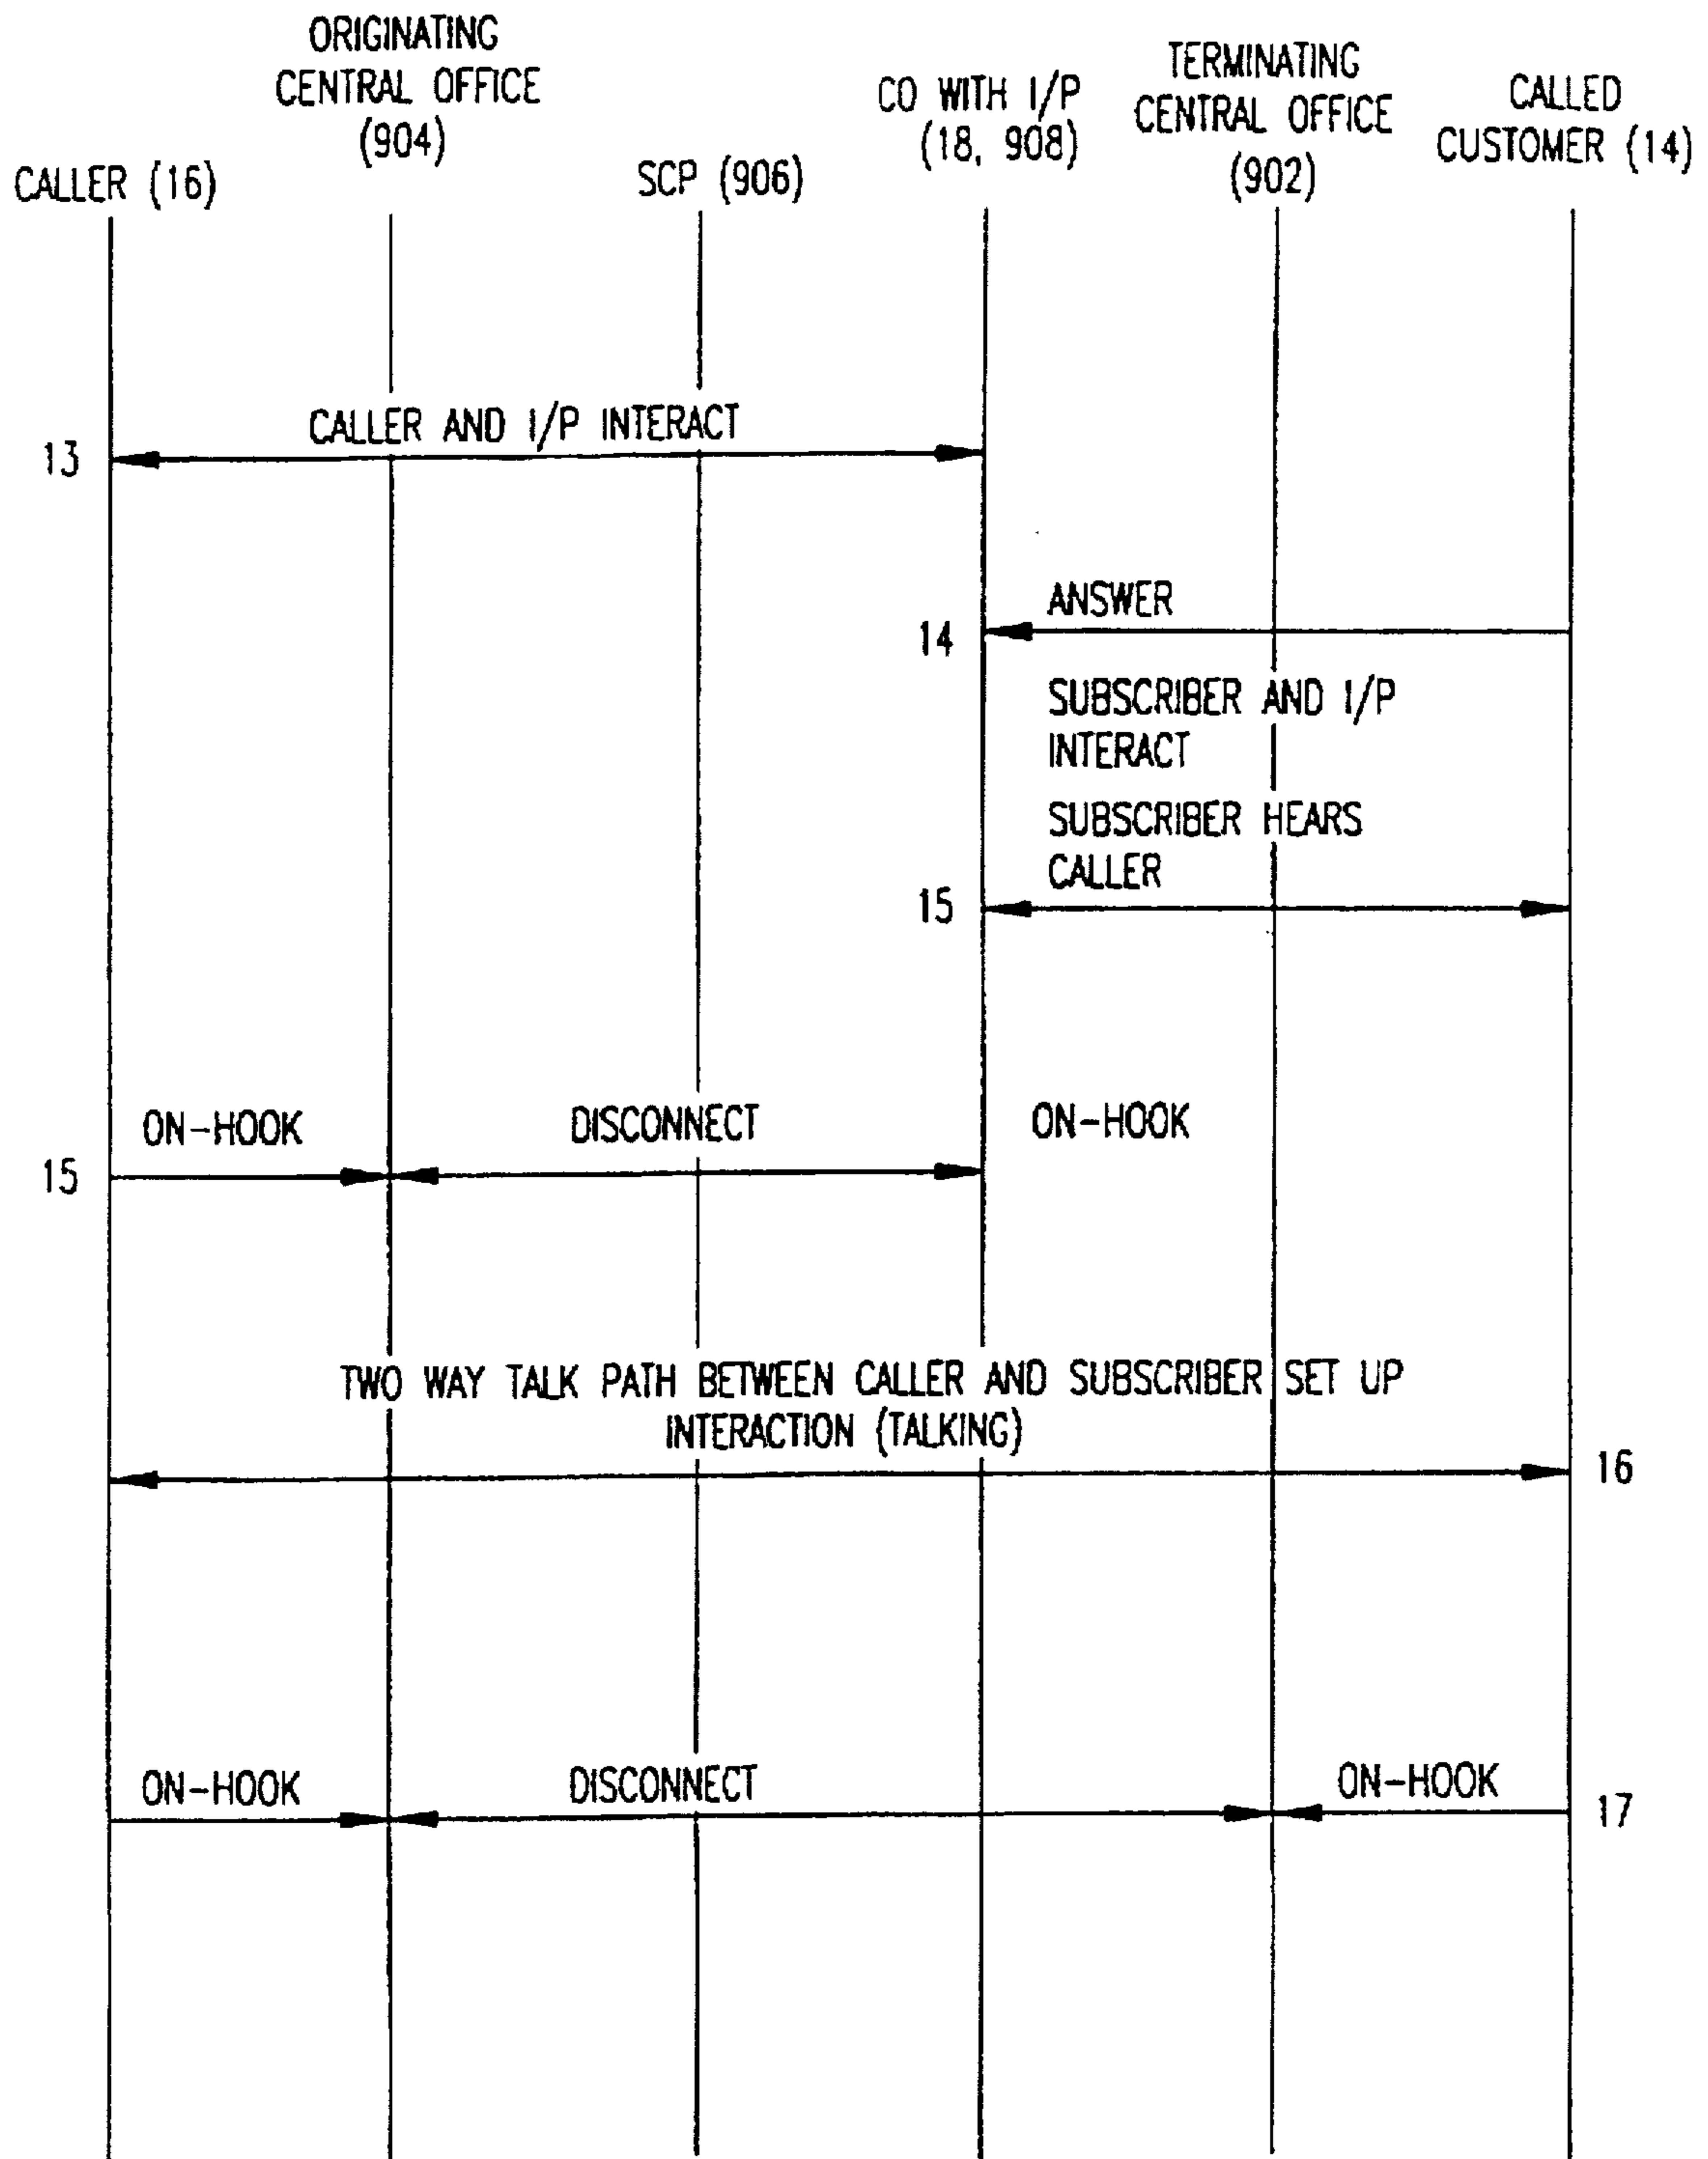 CALLER (16)
ORIGINATING
CENTRAL OFFICE
(904)
SCP (906)
CO WITH I/P
(18, 908)
TERMINATING
CENTRAL OFFICE
(902)
CALLED
CUSTOMER (14)
CALLER AND I/P INTERACT
13
ANSWER
14
SUBSCRIBER AND I/P
INTERACT
SUBSCRIBER HEARS
CALLER
15
ON-HOOK
DISCONNECT
ON-HOOK
15
TWO WAY TALK PATH BETWEEN CALLER AND SUBSCRIBER SET UP
INTERACTION (TALKING)
16
ON-HOOK
DISCONNECT
ON-HOOK
17